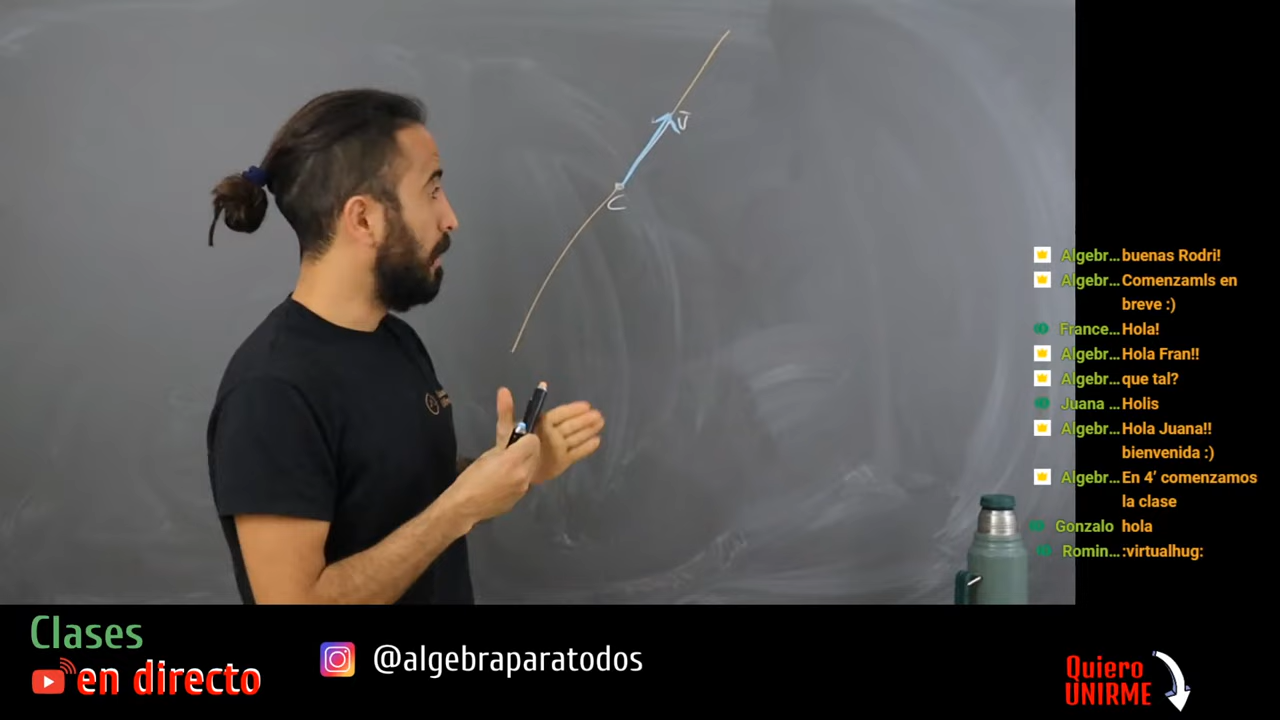 v̄
C
Algebr... buenas Rodri!
Algebr... Comenzamls en
breve :)
France... Hola!
Algebr... Hola Fran!!
Algebr... que tal?
Juana ... Holis
Algebr... Hola Juana!!
bienvenida :)
Algebr... En 4' comenzamos
la clase
Gonzalo hola
Romin... :virtualhug:
Clases
en directo
@algebraparatodos
Quiero
UNIRME